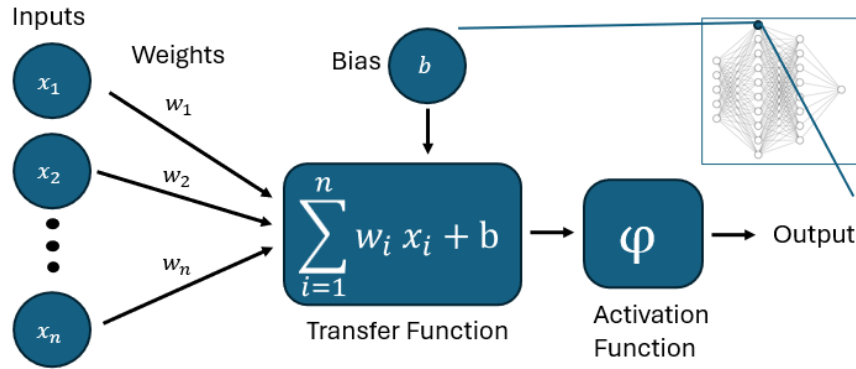 Inputs
Weights
Bias
x₁
b
w₁
x₂
w₂
n
∑ wᵢ xᵢ + b
i=1
φ
Output
wₙ
xₙ
Transfer Function
Activation
Function